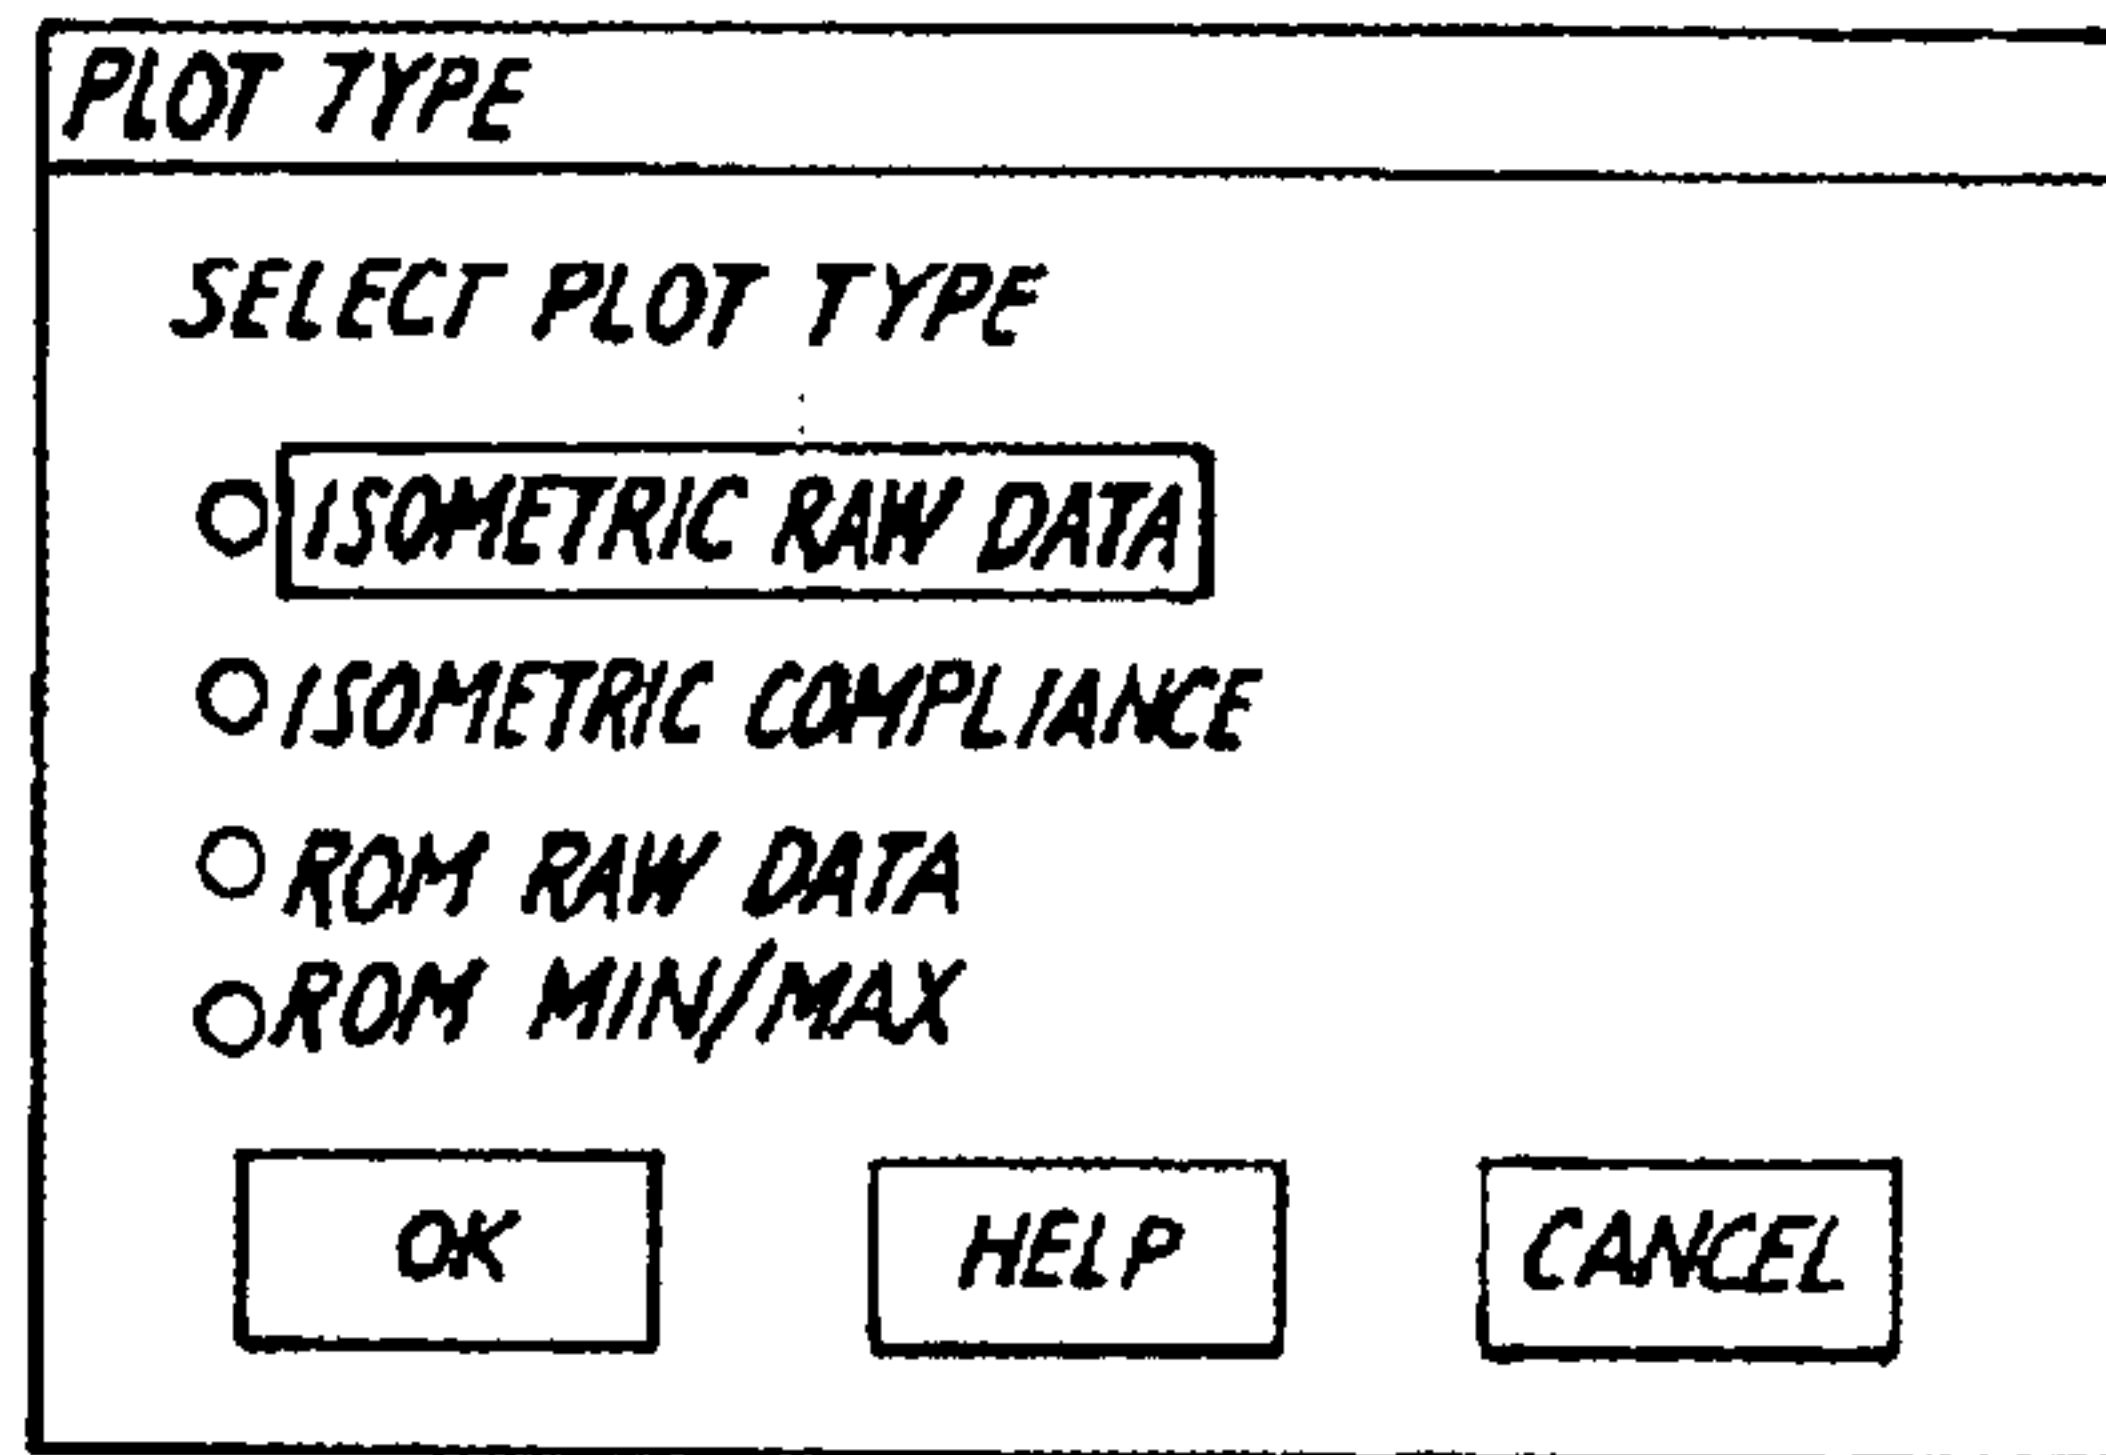 PLOT TYPE
SELECT PLOT TYPE
ISOMETRIC RAW DATA
ISOMETRIC COMPLIANCE
ROM RAW DATA
ROM MIN/MAX
OK HELP CANCEL